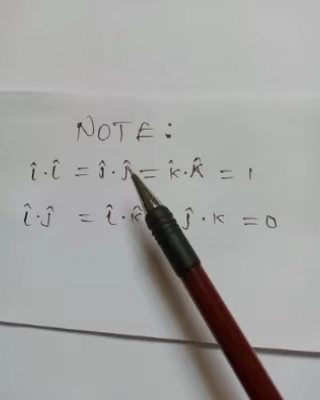 NOTE:
î·î = ĵ·ĵ = k̂·k̂ = 1
î·ĵ = î·k̂ ĵ·k = 0